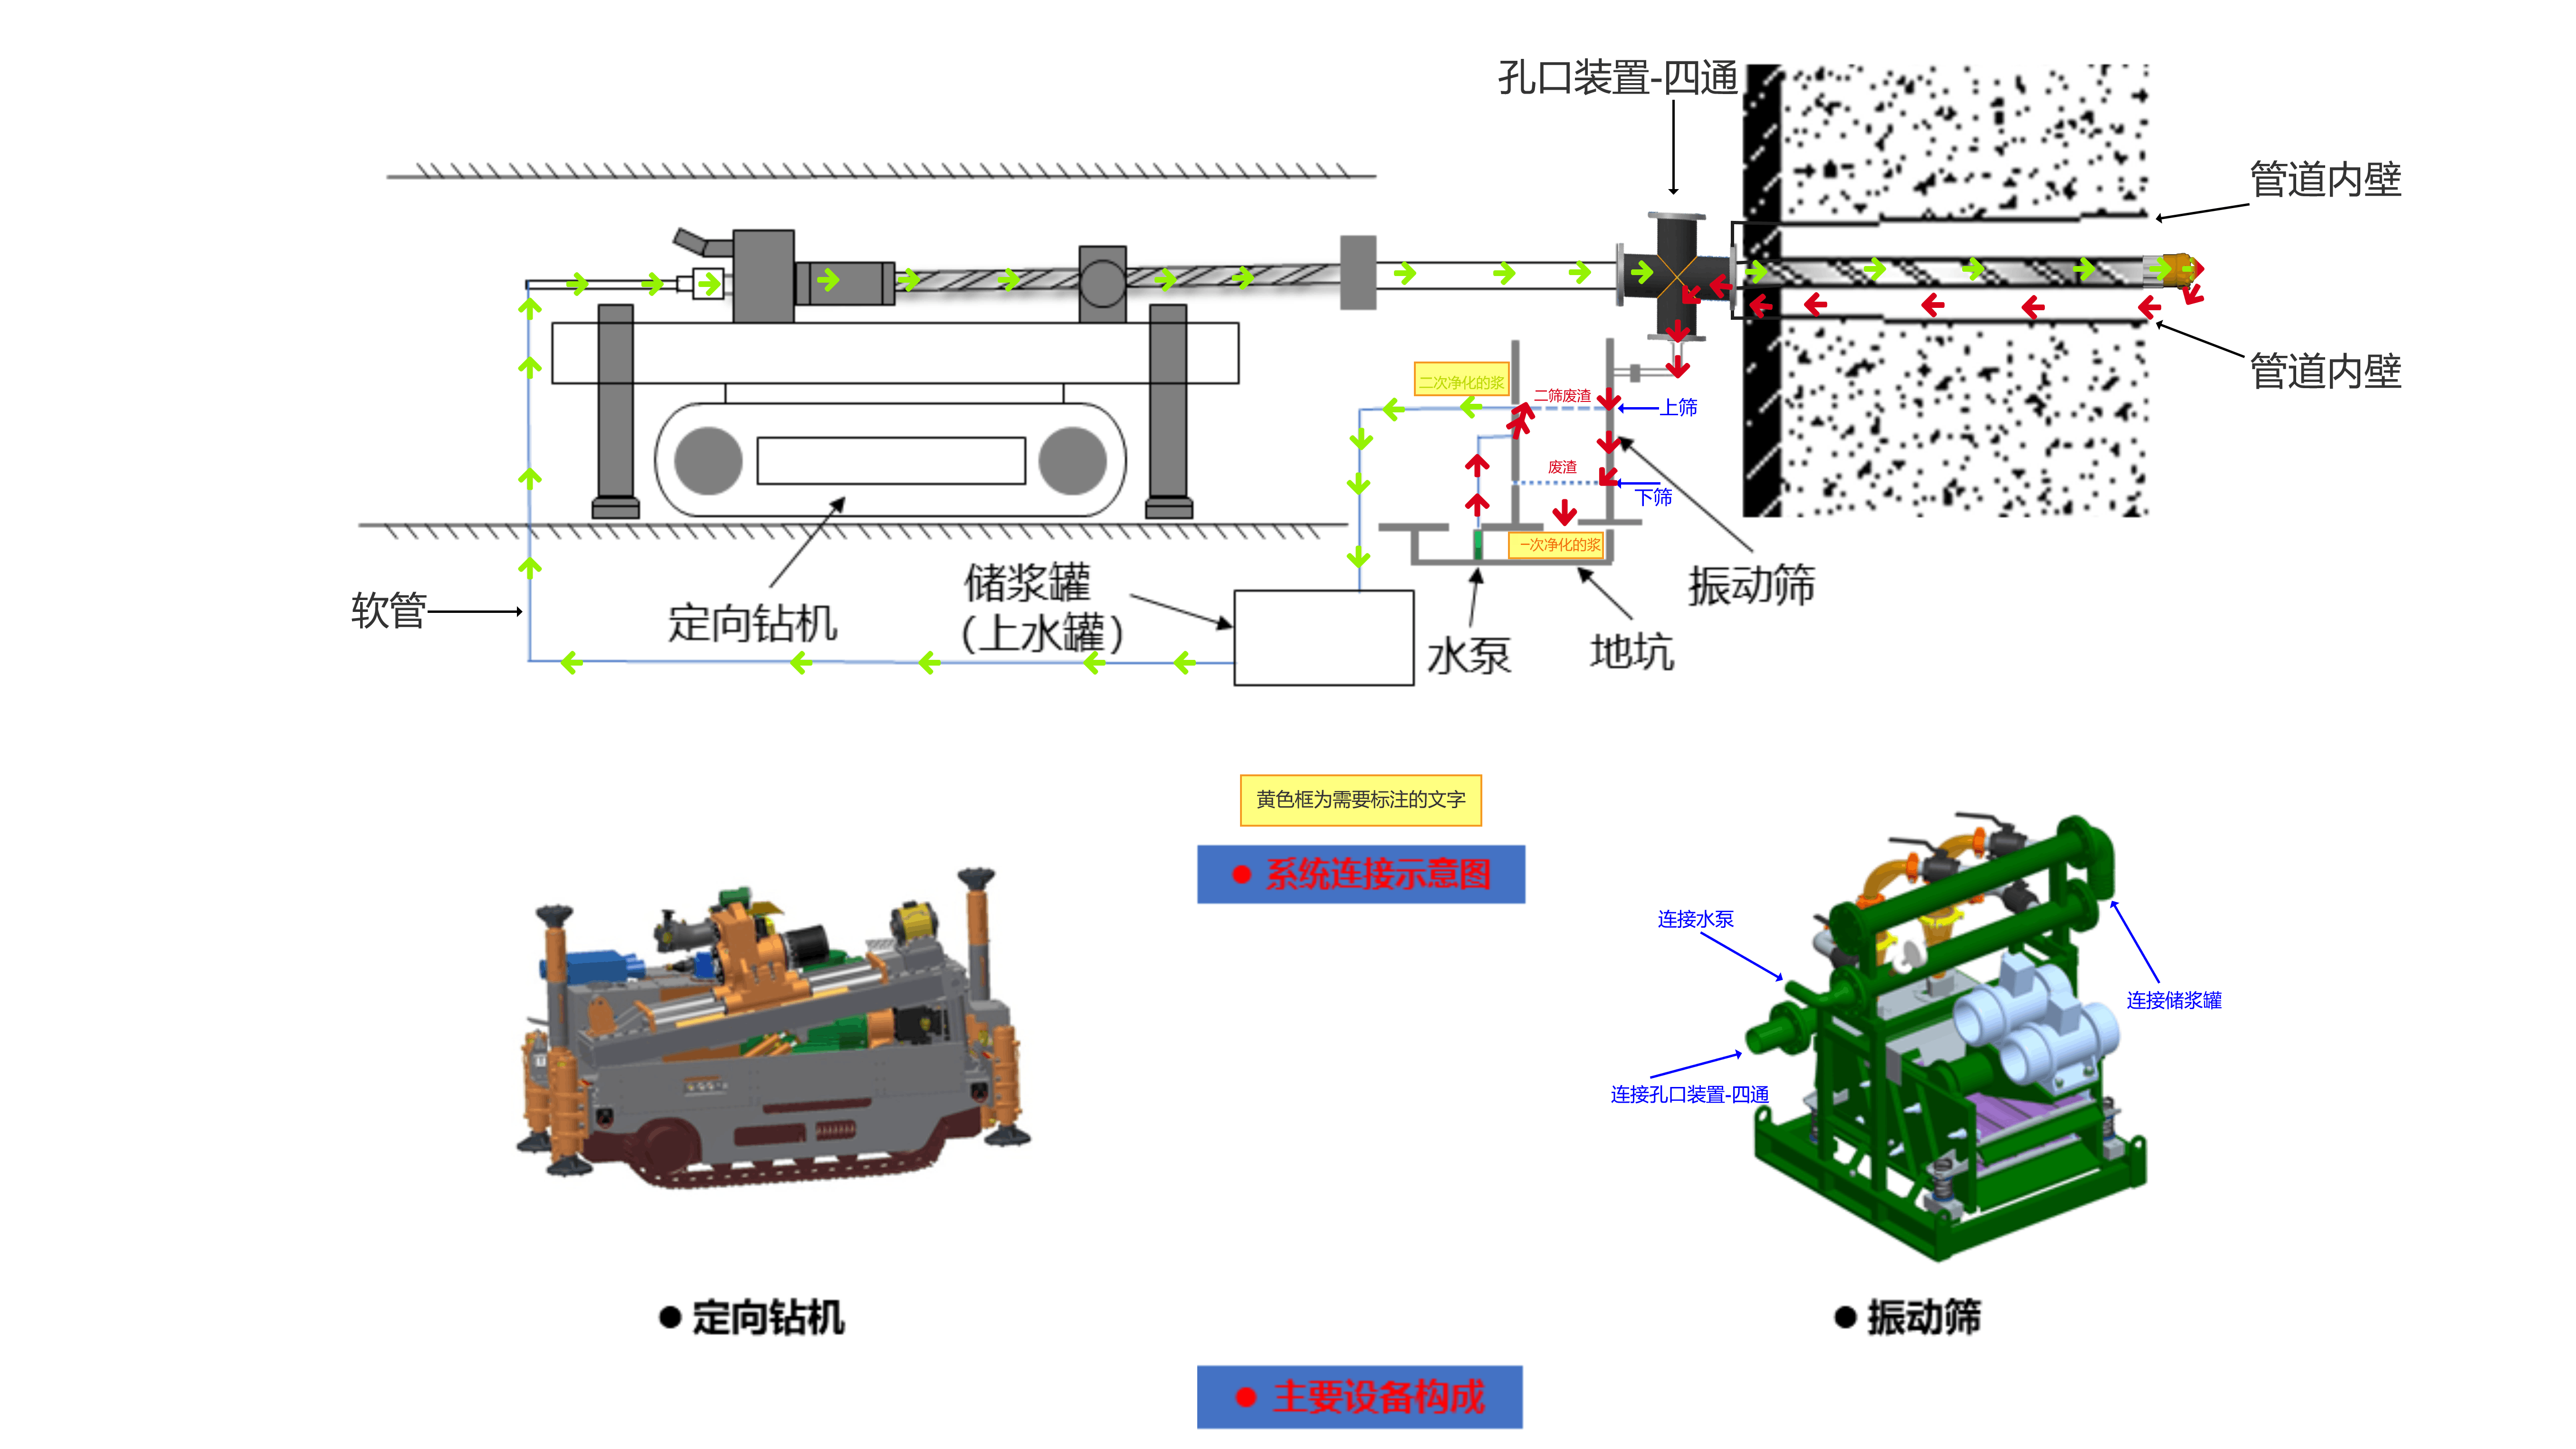 孔口装置-四通
管道内壁
管道内壁
二次净化的浆
二筛废渣
上筛
废渣
下筛
一次净化的浆
振动筛
储浆罐
（上水罐）
软管
定向钻机
水泵
地坑
黄色框为需要标注的文字
● 系统连接示意图
连接水泵
连接储浆罐
连接孔口装置-四通
● 定向钻机
● 振动筛
● 主要设备构成